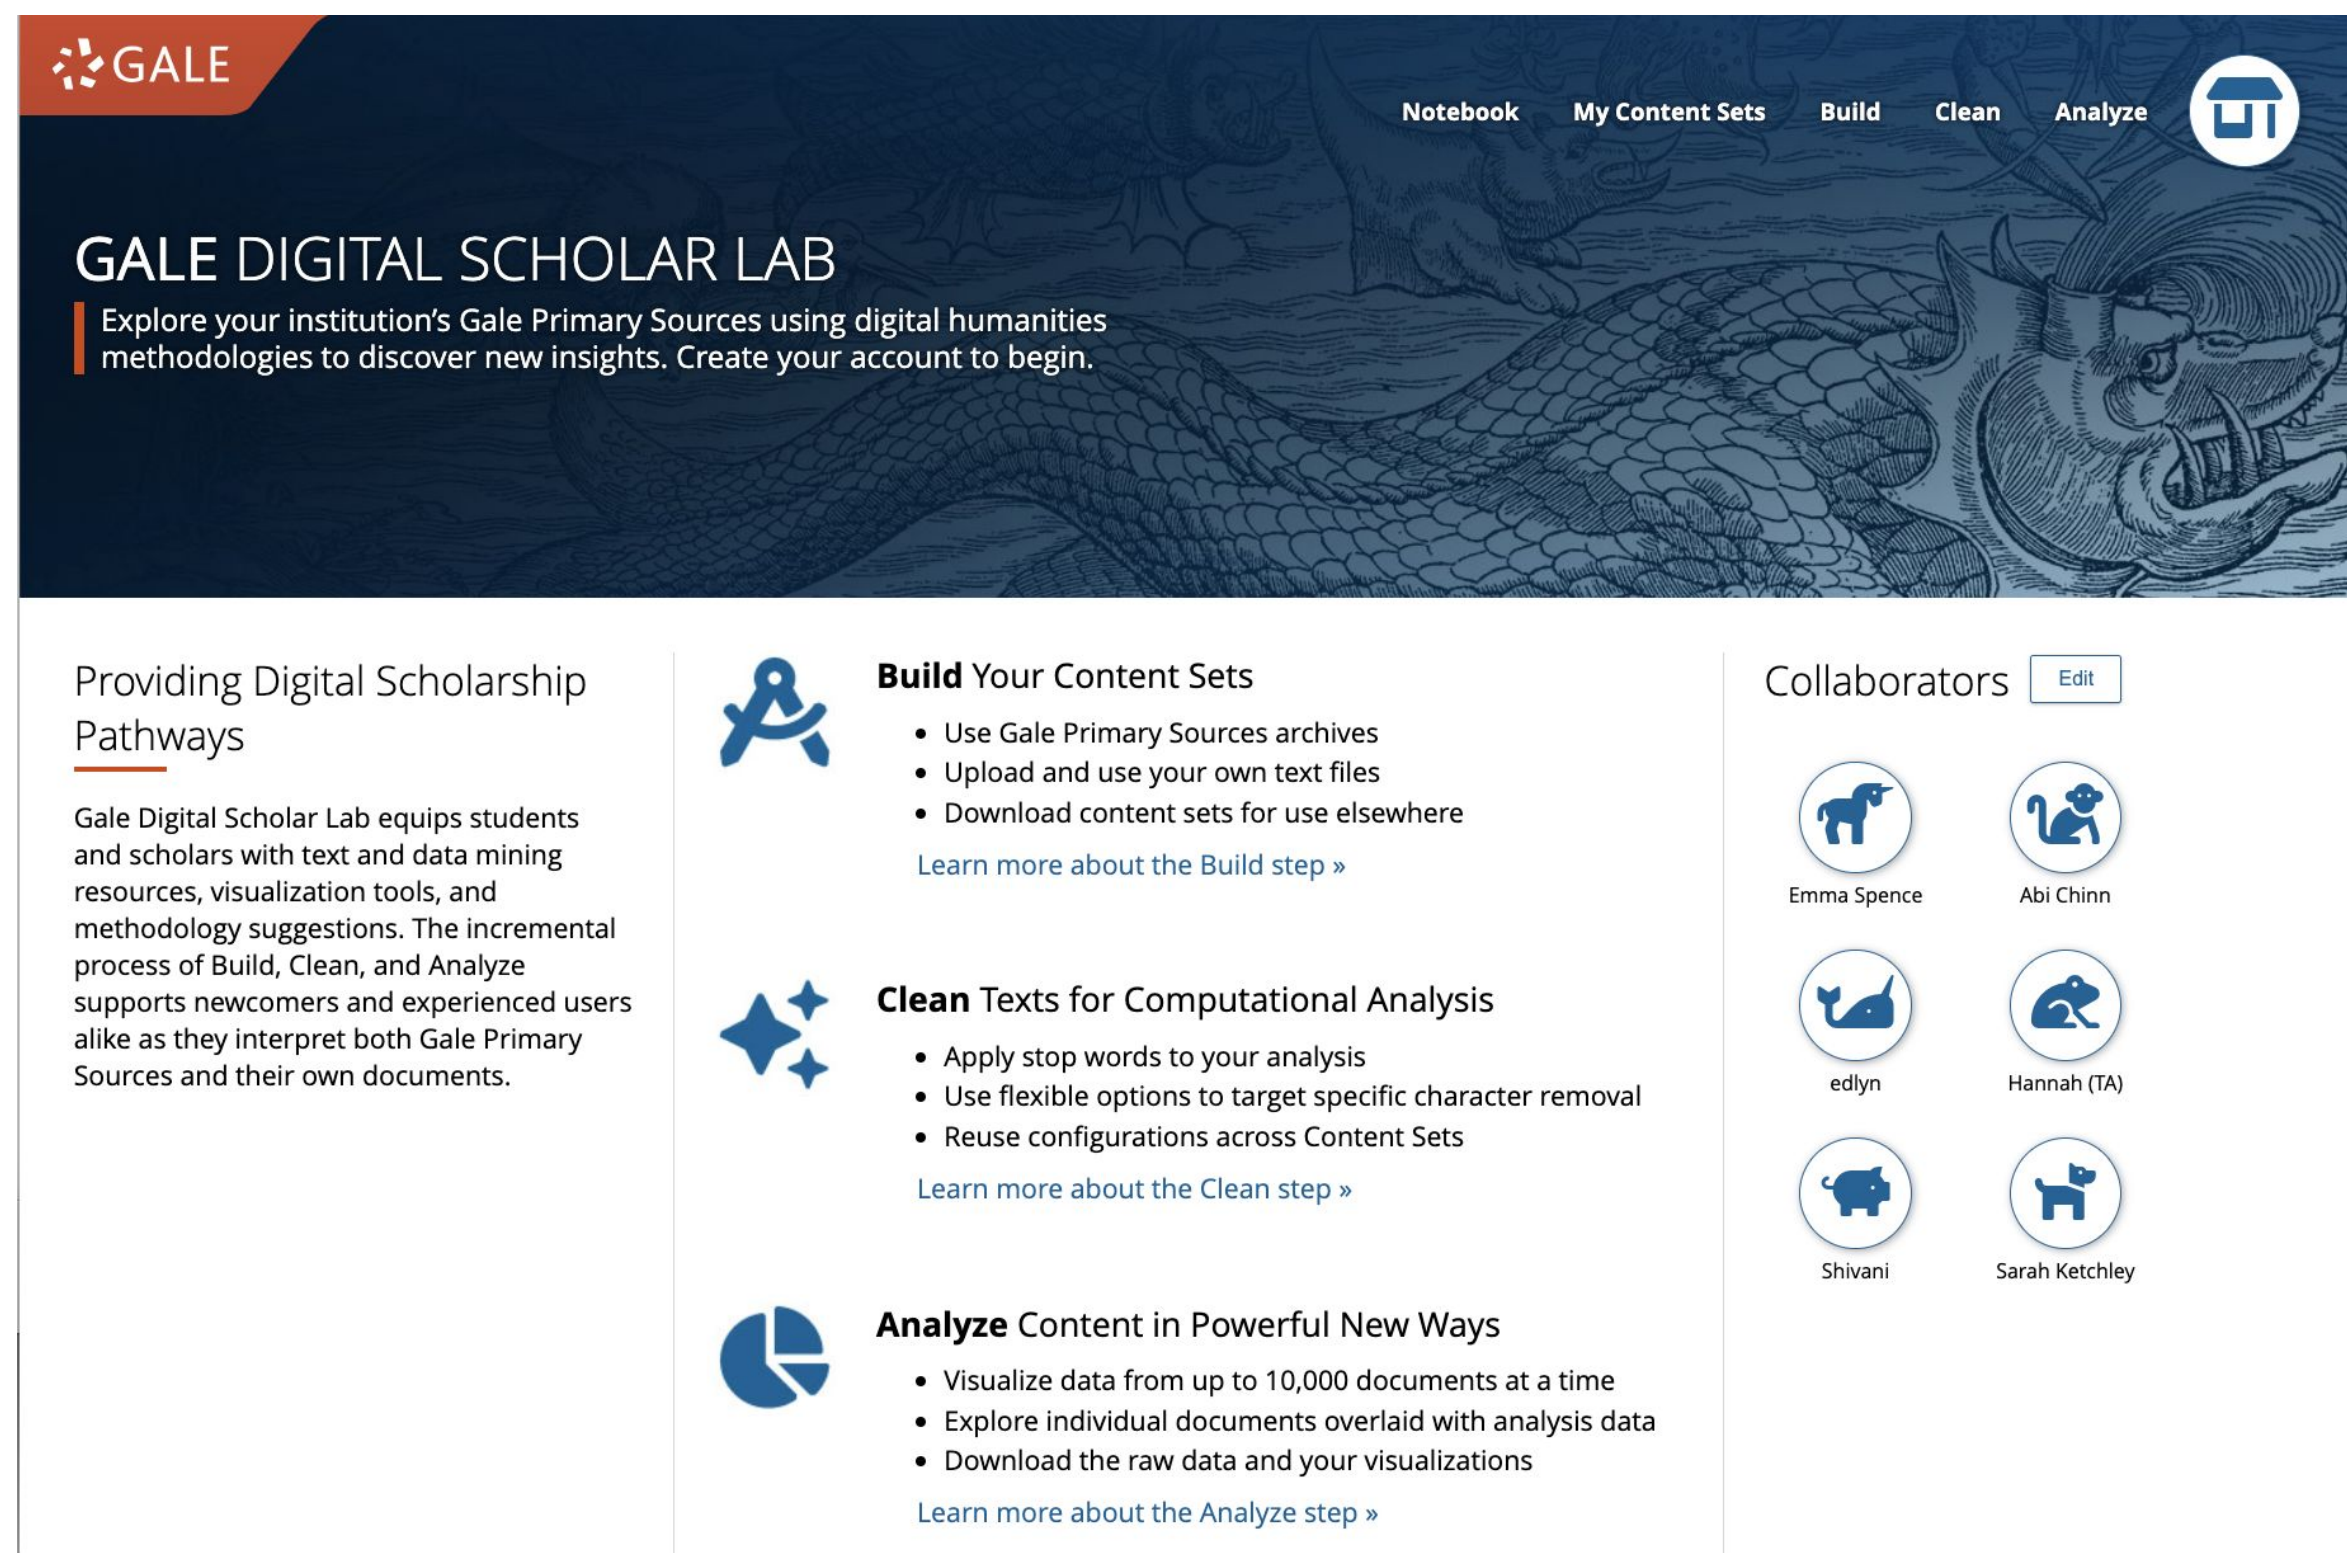 GALE
Notebook My Content Sets Build Clean Analyze
GALE DIGITAL SCHOLAR LAB
Explore your institution's Gale Primary Sources using digital humanities
methodologies to discover new insights. Create your account to begin.
Providing Digital Scholarship
Pathways
Gale Digital Scholar Lab equips students
and scholars with text and data mining
resources, visualization tools, and
methodology suggestions. The incremental
process of Build, Clean, and Analyze
supports newcomers and experienced users
alike as they interpret both Gale Primary
Sources and their own documents.
Build Your Content Sets
• Use Gale Primary Sources archives
• Upload and use your own text files
• Download content sets for use elsewhere
Learn more about the Build step »
Clean Texts for Computational Analysis
• Apply stop words to your analysis
• Use flexible options to target specific character removal
• Reuse configurations across Content Sets
Learn more about the Clean step »
Analyze Content in Powerful New Ways
• Visualize data from up to 10,000 documents at a time
• Explore individual documents overlaid with analysis data
• Download the raw data and your visualizations
Learn more about the Analyze step »
Collaborators Edit
Emma Spence Abi Chinn
edlyn Hannah (TA)
Shivani Sarah Ketchley